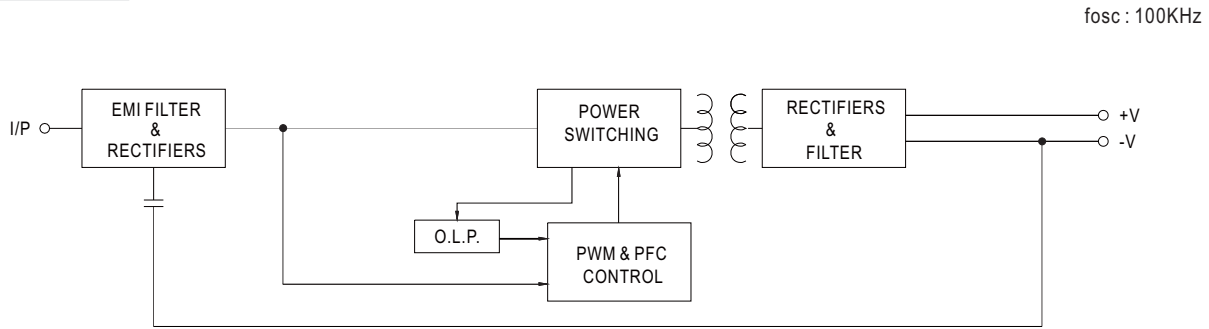 fosc : 100KHz
I/P
EMI FILTER
&
RECTIFIERS
POWER
SWITCHING
RECTIFIERS
&
FILTER
+V
-V
O.L.P.
PWM & PFC
CONTROL